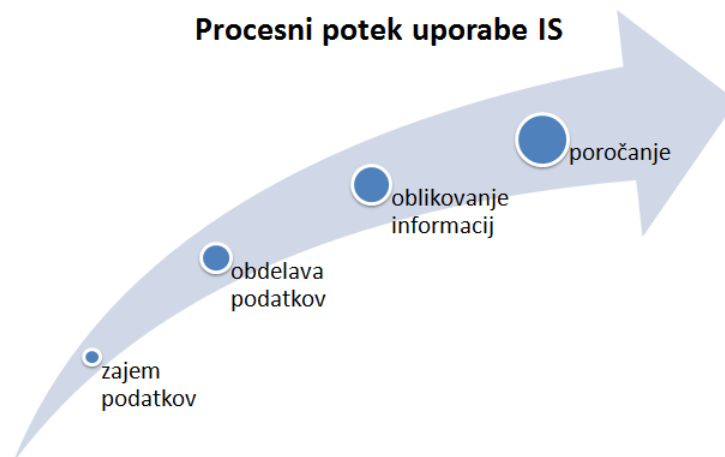 Procesni potek uporabe IS
poročanje
oblikovanje
informacij
obdelava
podatkov
zajem
podatkov